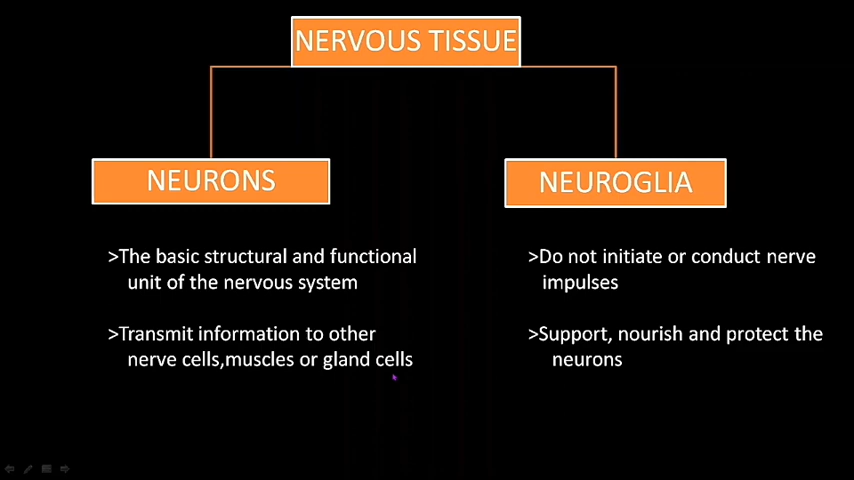 NERVOUS TISSUE
NEURONS
>The basic structural and functional
unit of the nervous system
>Transmit information to other
nerve cells,muscles or gland cells
NEUROGLIA
>Do not initiate or conduct nerve
impulses
>Support, nourish and protect the
neurons